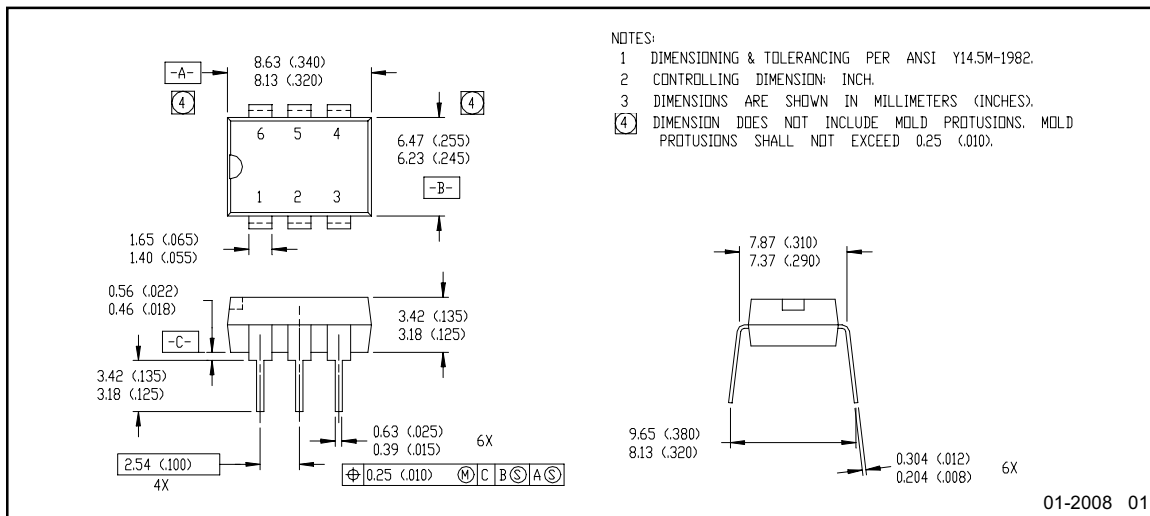 NOTES:
1 DIMENSIONING & TOLERANCING PER ANSI Y14.5M-1982.
2 CONTROLLING DIMENSION: INCH.
3 DIMENSIONS ARE SHOWN IN MILLIMETERS (INCHES).
4 DIMENSION DOES NOT INCLUDE MOLD PROTUSIONS. MOLD
PROTUSIONS SHALL NOT EXCEED 0.25 (.010).
-A-
8.63 (.340)
8.13 (.320)
4
4
6 5 4
6.47 (.255)
6.23 (.245)
-B-
1 2 3
1.65 (.065)
1.40 (.055)
0.56 (.022)
0.46 (.018)
-C-
3.42 (.135)
3.18 (.125)
3.42 (.135)
3.18 (.125)
0.63 (.025)
0.39 (.015)
6X
2.54 (.100)
4X
⌖ 0.25 (.010) Ⓜ C B Ⓢ A Ⓢ
7.87 (.310)
7.37 (.290)
9.65 (.380)
8.13 (.320)
0.304 (.012)
0.204 (.008)
6X
01-2008 01